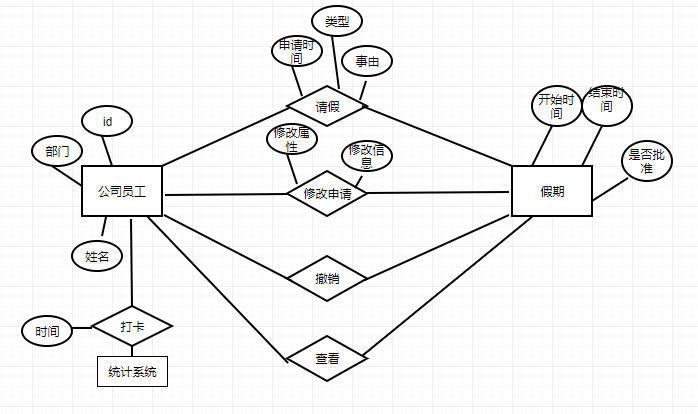 类型
申请时
间
事由
请假
开始时
间
结束时
间
id
修改属
性
修改信
息
部门
是否批
准
公司员工
修改申请
假期
姓名
撤销
时间
打卡
查看
统计系统